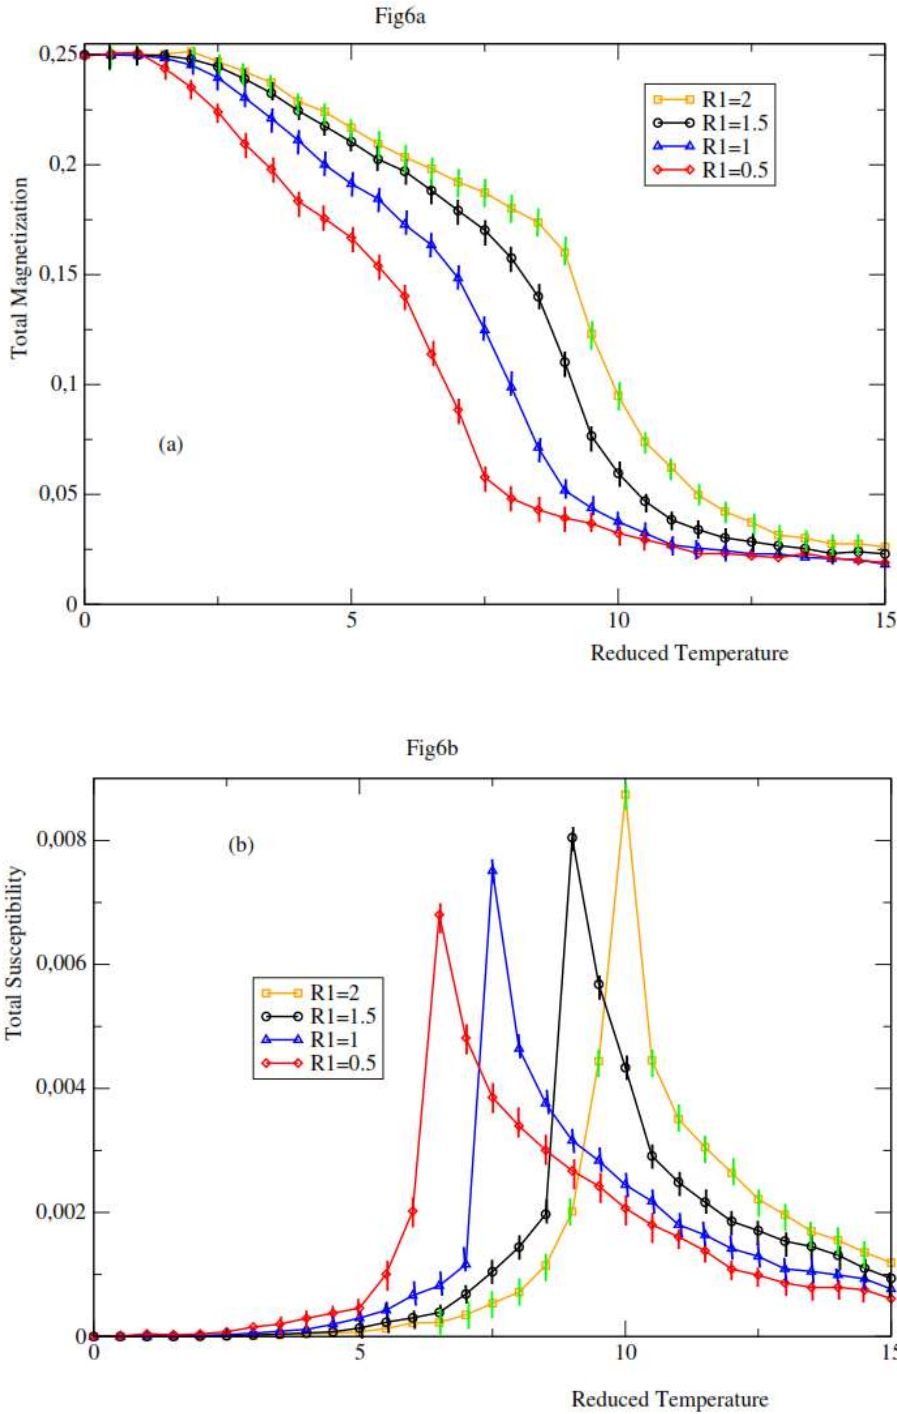 Fig6a
0,25
0,2
0,15
0,1
0,05
0
Total Magnetization
R1=2
R1=1.5
R1=1
R1=0.5
(a)
0 5 10 15
Reduced Temperature
Fig6b
0,008
0,006
0,004
0,002
0
Total Susceptibility
(b)
R1=2
R1=1.5
R1=1
R1=0.5
0 5 10 15
Reduced Temperature